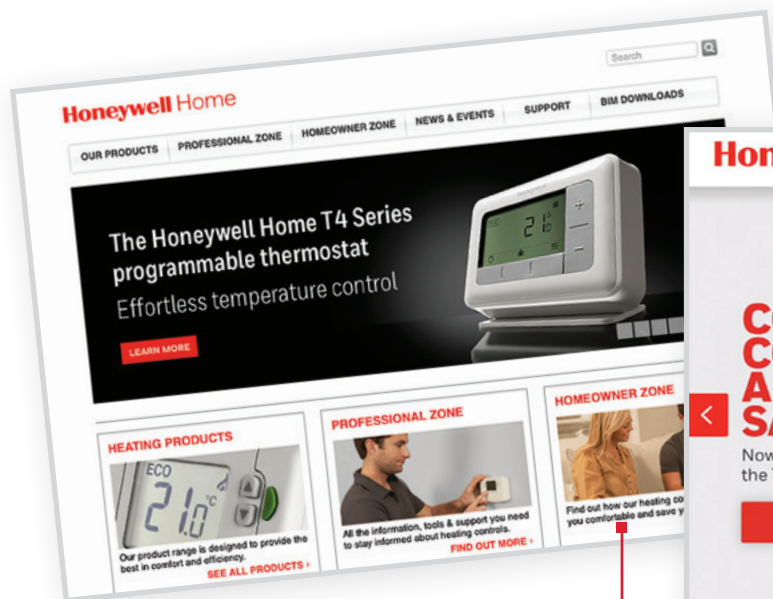 Search
Honeywell Home
OUR PRODUCTS PROFESSIONAL ZONE HOMEOWNER ZONE NEWS & EVENTS SUPPORT BIM DOWNLOADS
The Honeywell Home T4 Series
programmable thermostat
Effortless temperature control
LEARN MORE
21°
HEATING PRODUCTS
ECO
21.0°C
Our product range is designed to provide the
best in comfort and efficiency.
SEE ALL PRODUCTS ›
PROFESSIONAL ZONE
All the information, tools & support you need
to stay informed about heating controls.
FIND OUT MORE ›
HOMEOWNER ZONE
Find out how our heating
you comfortable and save
Now
the